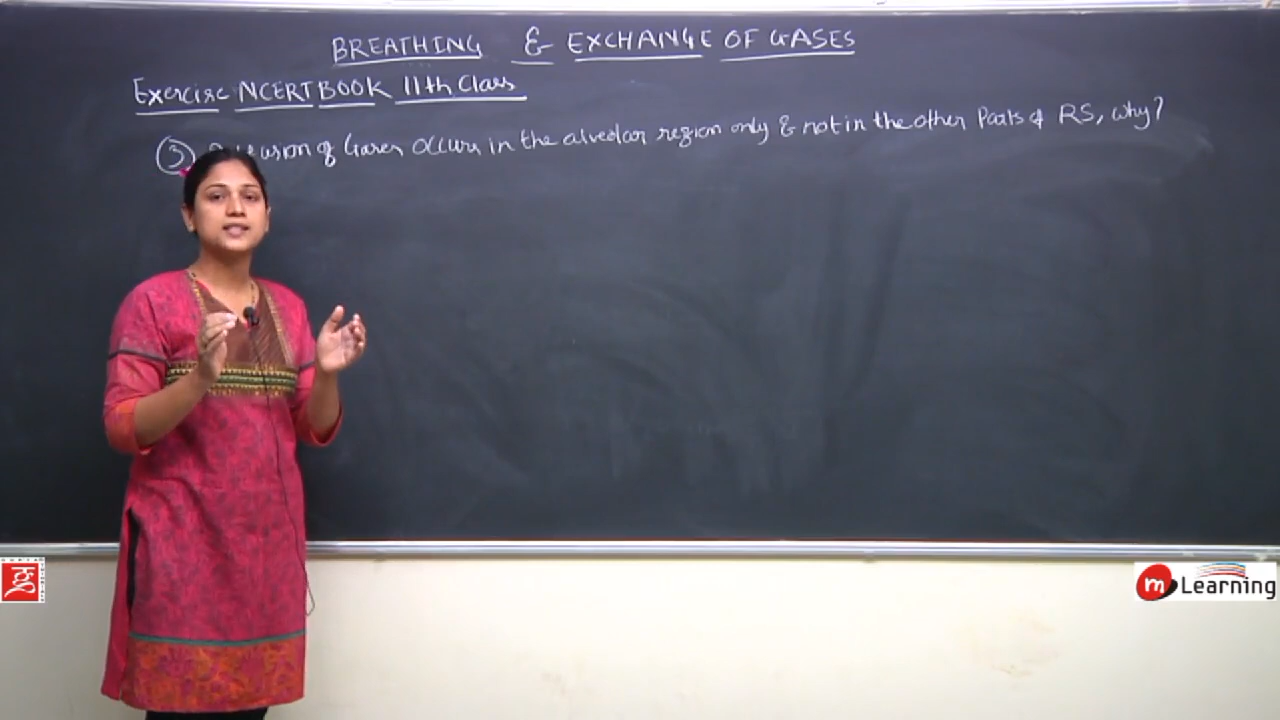 BREATHING & EXCHANGE OF GASES
Exercise NCERT BOOK 11th Class
③ of Gases occurs in the alveolar region only & not in the other Parts of RS, why?
m Learning